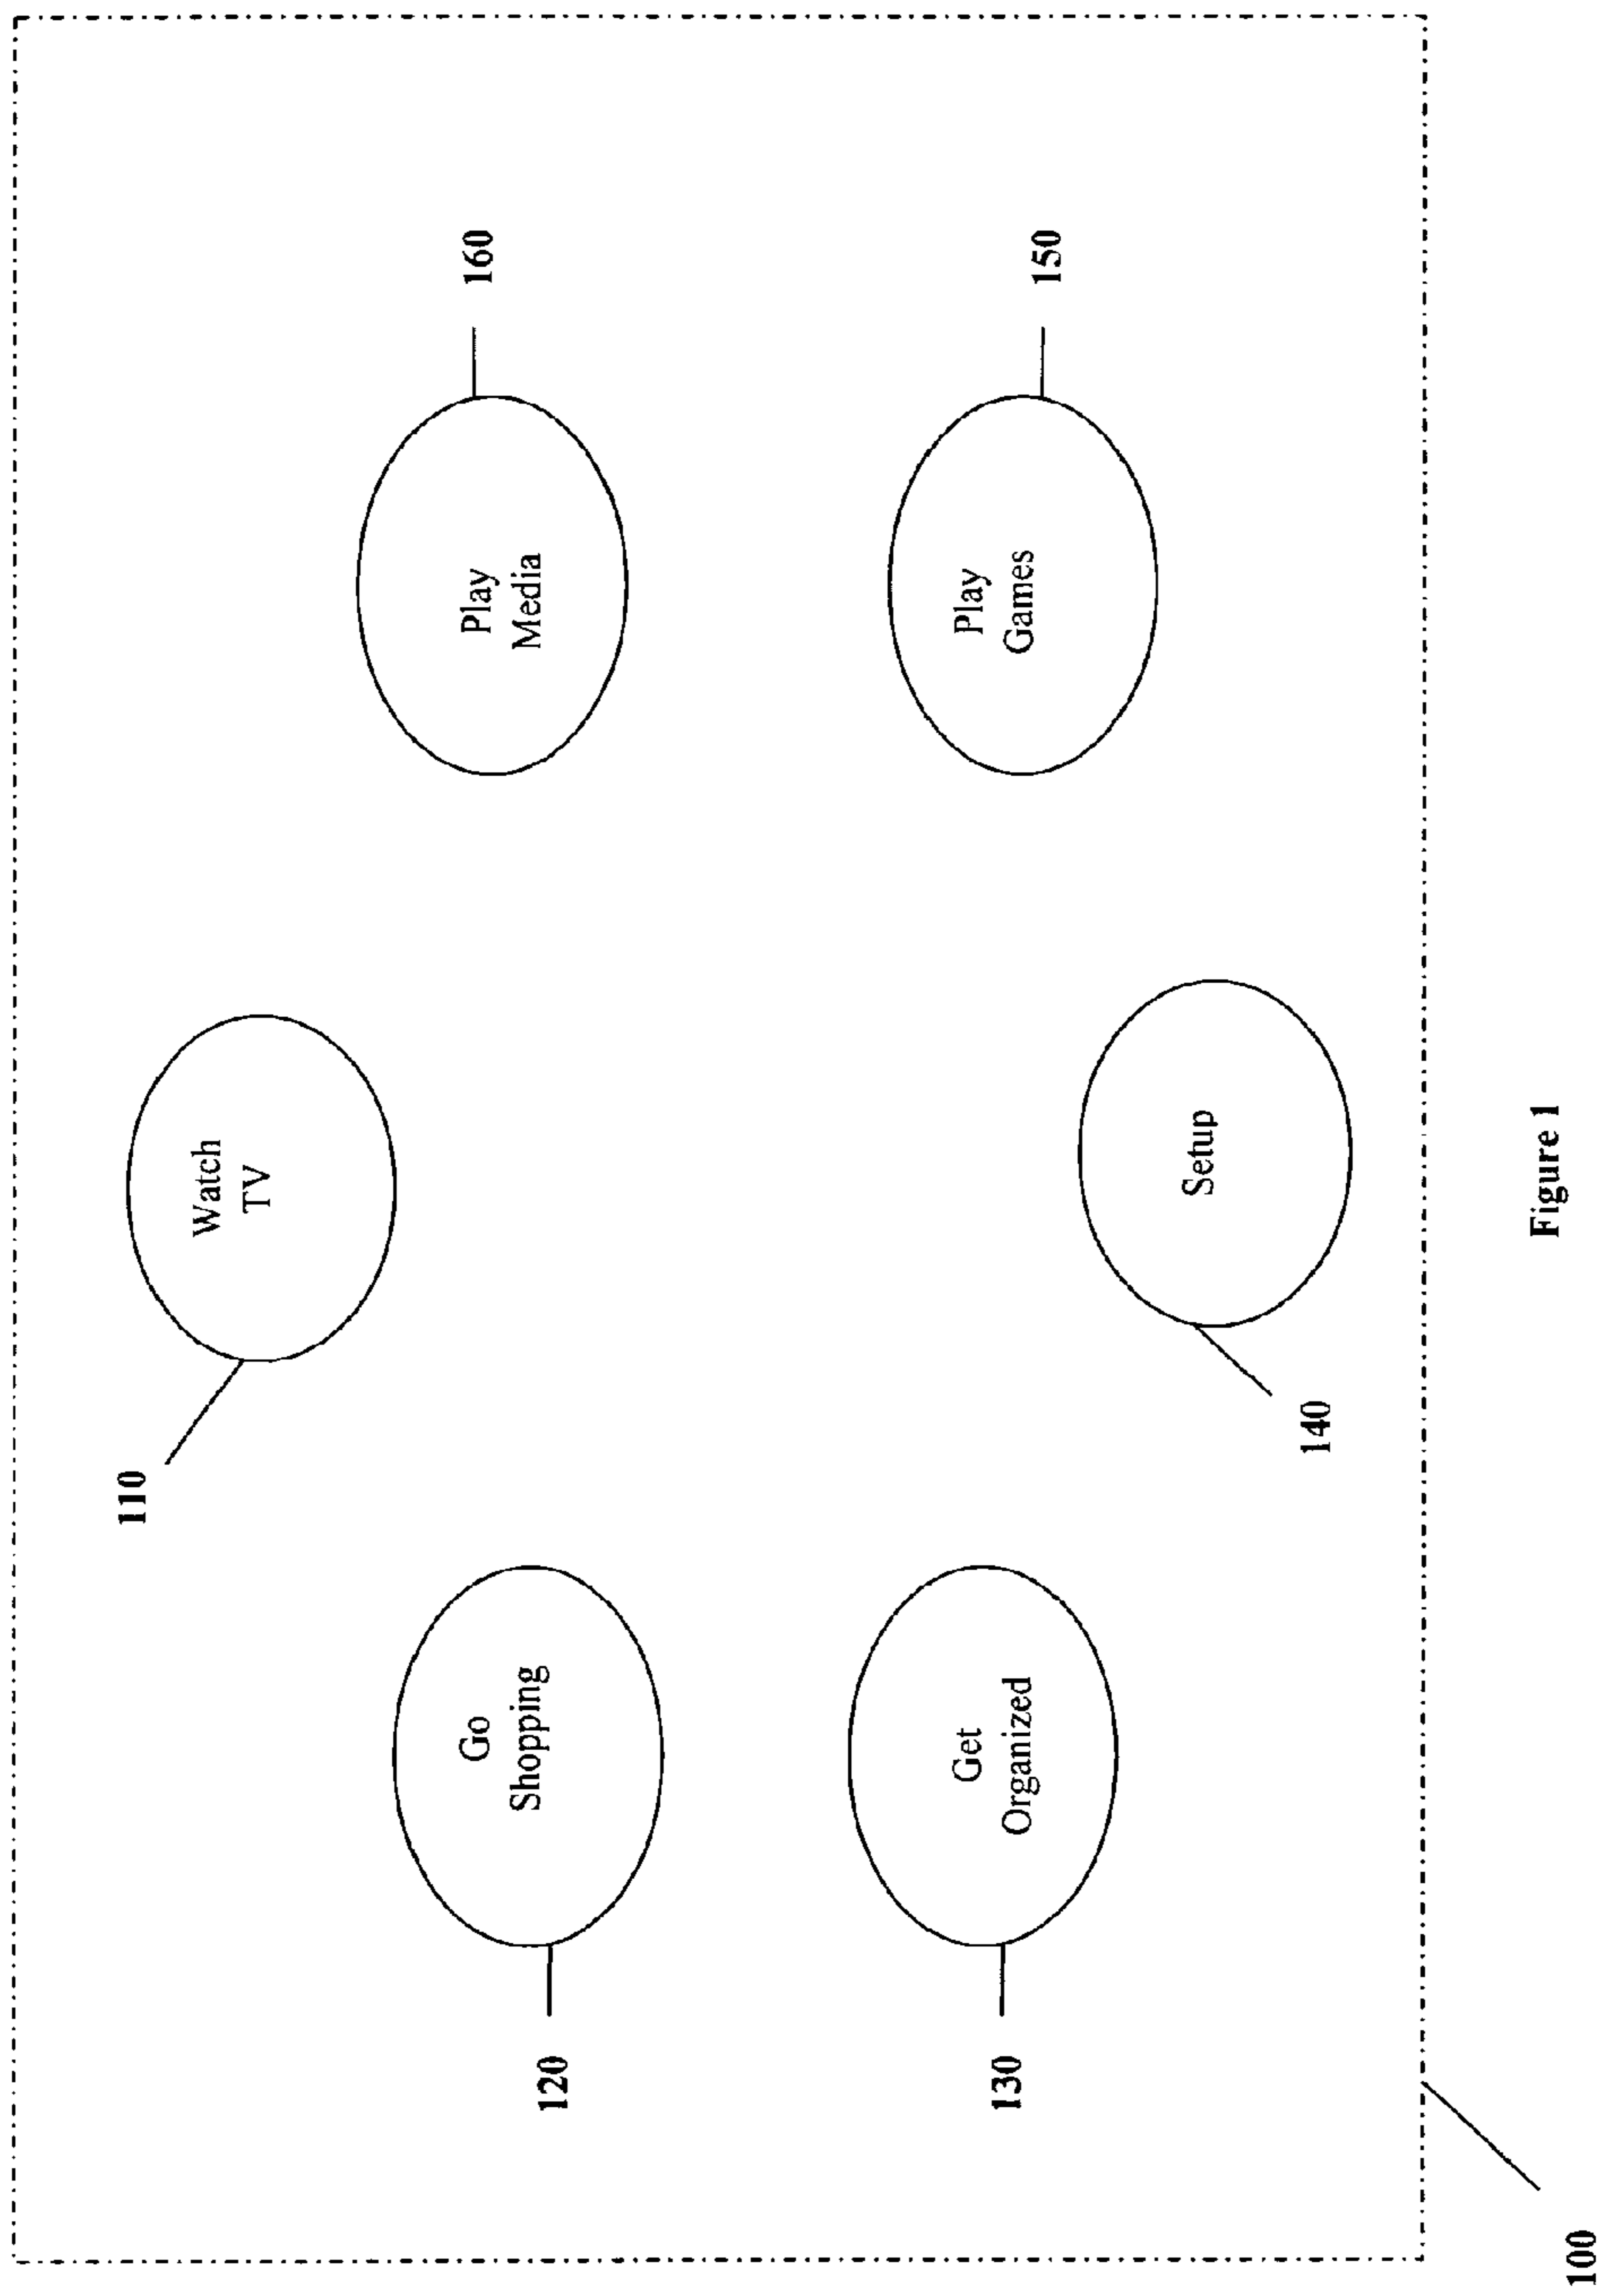 110
Watch
TV
160
Play
Media
120
Go
Shopping
130
Get
Organized
150
Play
Games
140
Setup
100
Figure 1